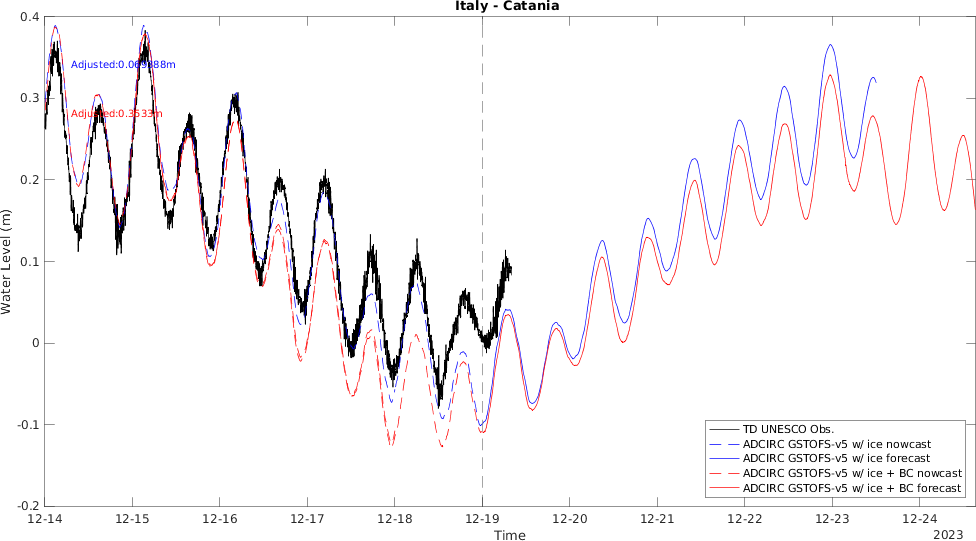 Italy - Catania
0.4
0.3
0.2
0.1
0
-0.1
-0.2
Water Level (m)
Adjusted:0.3533m
TD UNESCO Obs.
ADCIRC GSTOFS-v5 w/ ice nowcast
ADCIRC GSTOFS-v5 w/ ice forecast
ADCIRC GSTOFS-v5 w/ ice + BC nowcast
ADCIRC GSTOFS-v5 w/ ice + BC forecast
12-14 12-15 12-16 12-17 12-18 12-19 12-20 12-21 12-22 12-23 12-24
Time
2023